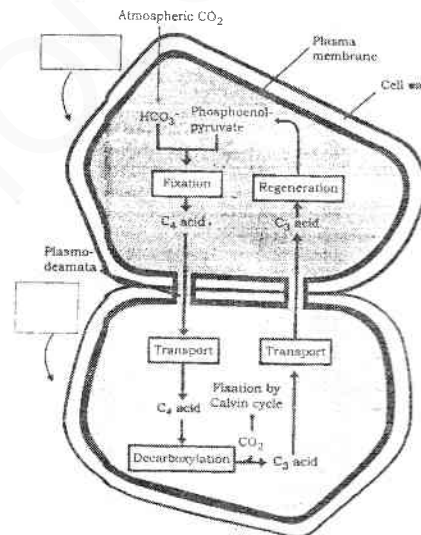 Atmospheric CO2
Plasma
membrane
Cell wa
HCO3- Phosphoenol-
pyruvate
Fixation
Regeneration
C4 acid
C3 acid
Plasmo-
desmata
Transport
Transport
Fixation by
Calvin cycle
C4 acid
CO2
Decarboxylation
C3 acid